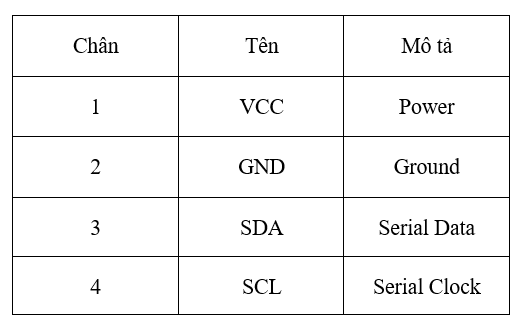 Chân Tên Mô tả
1 VCC Power
2 GND Ground
3 SDA Serial Data
4 SCL Serial Clock